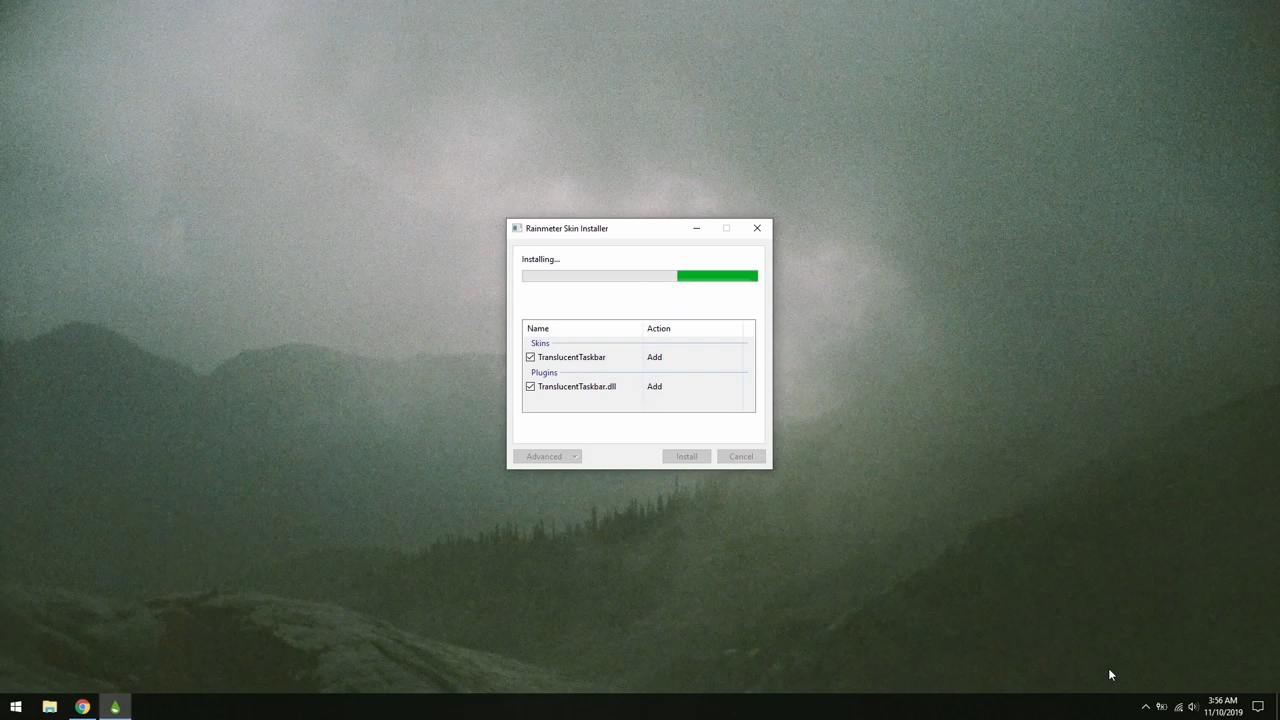 Rainmeter Skin Installer
Installing...
Name Action
Skins
TranslucentTaskbar Add
Plugins
TranslucentTaskbar.dll Add
Advanced Install Cancel
3:56 AM
11/10/2019